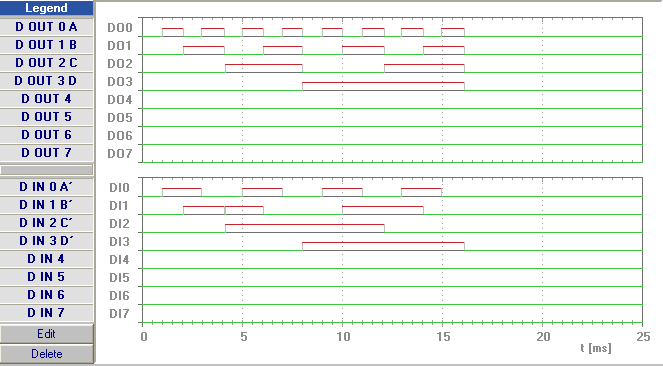 Legend
D OUT 0 A
D OUT 1 B
D OUT 2 C
D OUT 3 D
D OUT 4
D OUT 5
D OUT 6
D OUT 7
D IN 0 A´
D IN 1 B´
D IN 2 C´
D IN 3 D´
D IN 4
D IN 5
D IN 6
D IN 7
Edit
Delete
DO0
DO1
DO2
DO3
DO4
DO5
DO6
DO7
DI0
DI1
DI2
DI3
DI4
DI5
DI6
DI7
0 5 10 15 20 25
t [ms]